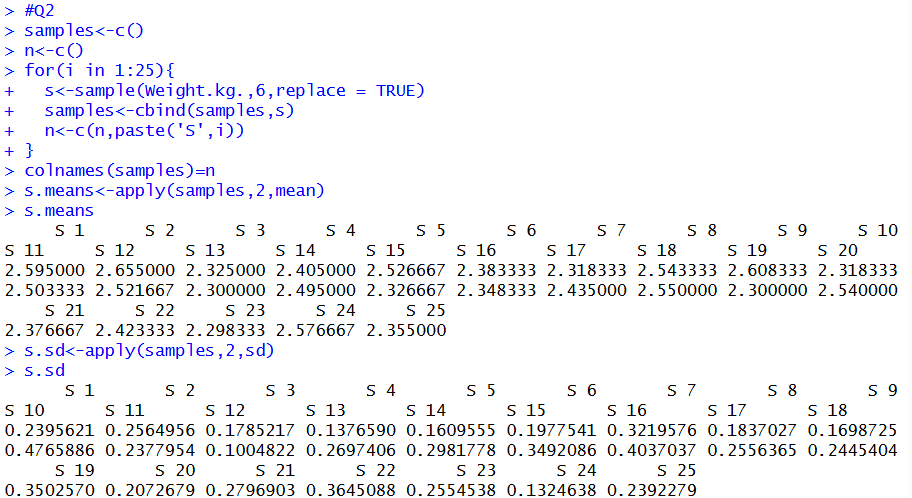 > #Q2
> samples<-c()
> n<-c()
> for(i in 1:25){
+   s<-sample(Weight.kg.,6,replace = TRUE)
+   samples<-cbind(samples,s)
+   n<-c(n,paste('S',i))
+ }
> colnames(samples)=n
> s.means<-apply(samples,2,mean)
> s.means
     S 1      S 2      S 3      S 4      S 5      S 6      S 7      S 8      S 9     S 10
S 11     S 12     S 13     S 14     S 15     S 16     S 17     S 18     S 19     S 20
2.595000 2.655000 2.325000 2.405000 2.526667 2.383333 2.318333 2.543333 2.608333 2.318333
2.503333 2.521667 2.300000 2.495000 2.326667 2.348333 2.435000 2.550000 2.300000 2.540000
    S 21     S 22     S 23     S 24     S 25
2.376667 2.423333 2.298333 2.576667 2.355000
> s.sd<-apply(samples,2,sd)
> s.sd
      S 1       S 2       S 3       S 4       S 5       S 6       S 7       S 8       S 9
S 10      S 11      S 12      S 13      S 14      S 15      S 16      S 17      S 18
0.2395621 0.2564956 0.1785217 0.1376590 0.1609555 0.1977541 0.3219576 0.1837027 0.1698725
0.4765886 0.2377954 0.1004822 0.2697406 0.2981778 0.3492086 0.4037037 0.2556365 0.2445404
     S 19      S 20      S 21      S 22      S 23      S 24      S 25
0.3502570 0.2072679 0.2796903 0.3645088 0.2554538 0.1324638 0.2392279